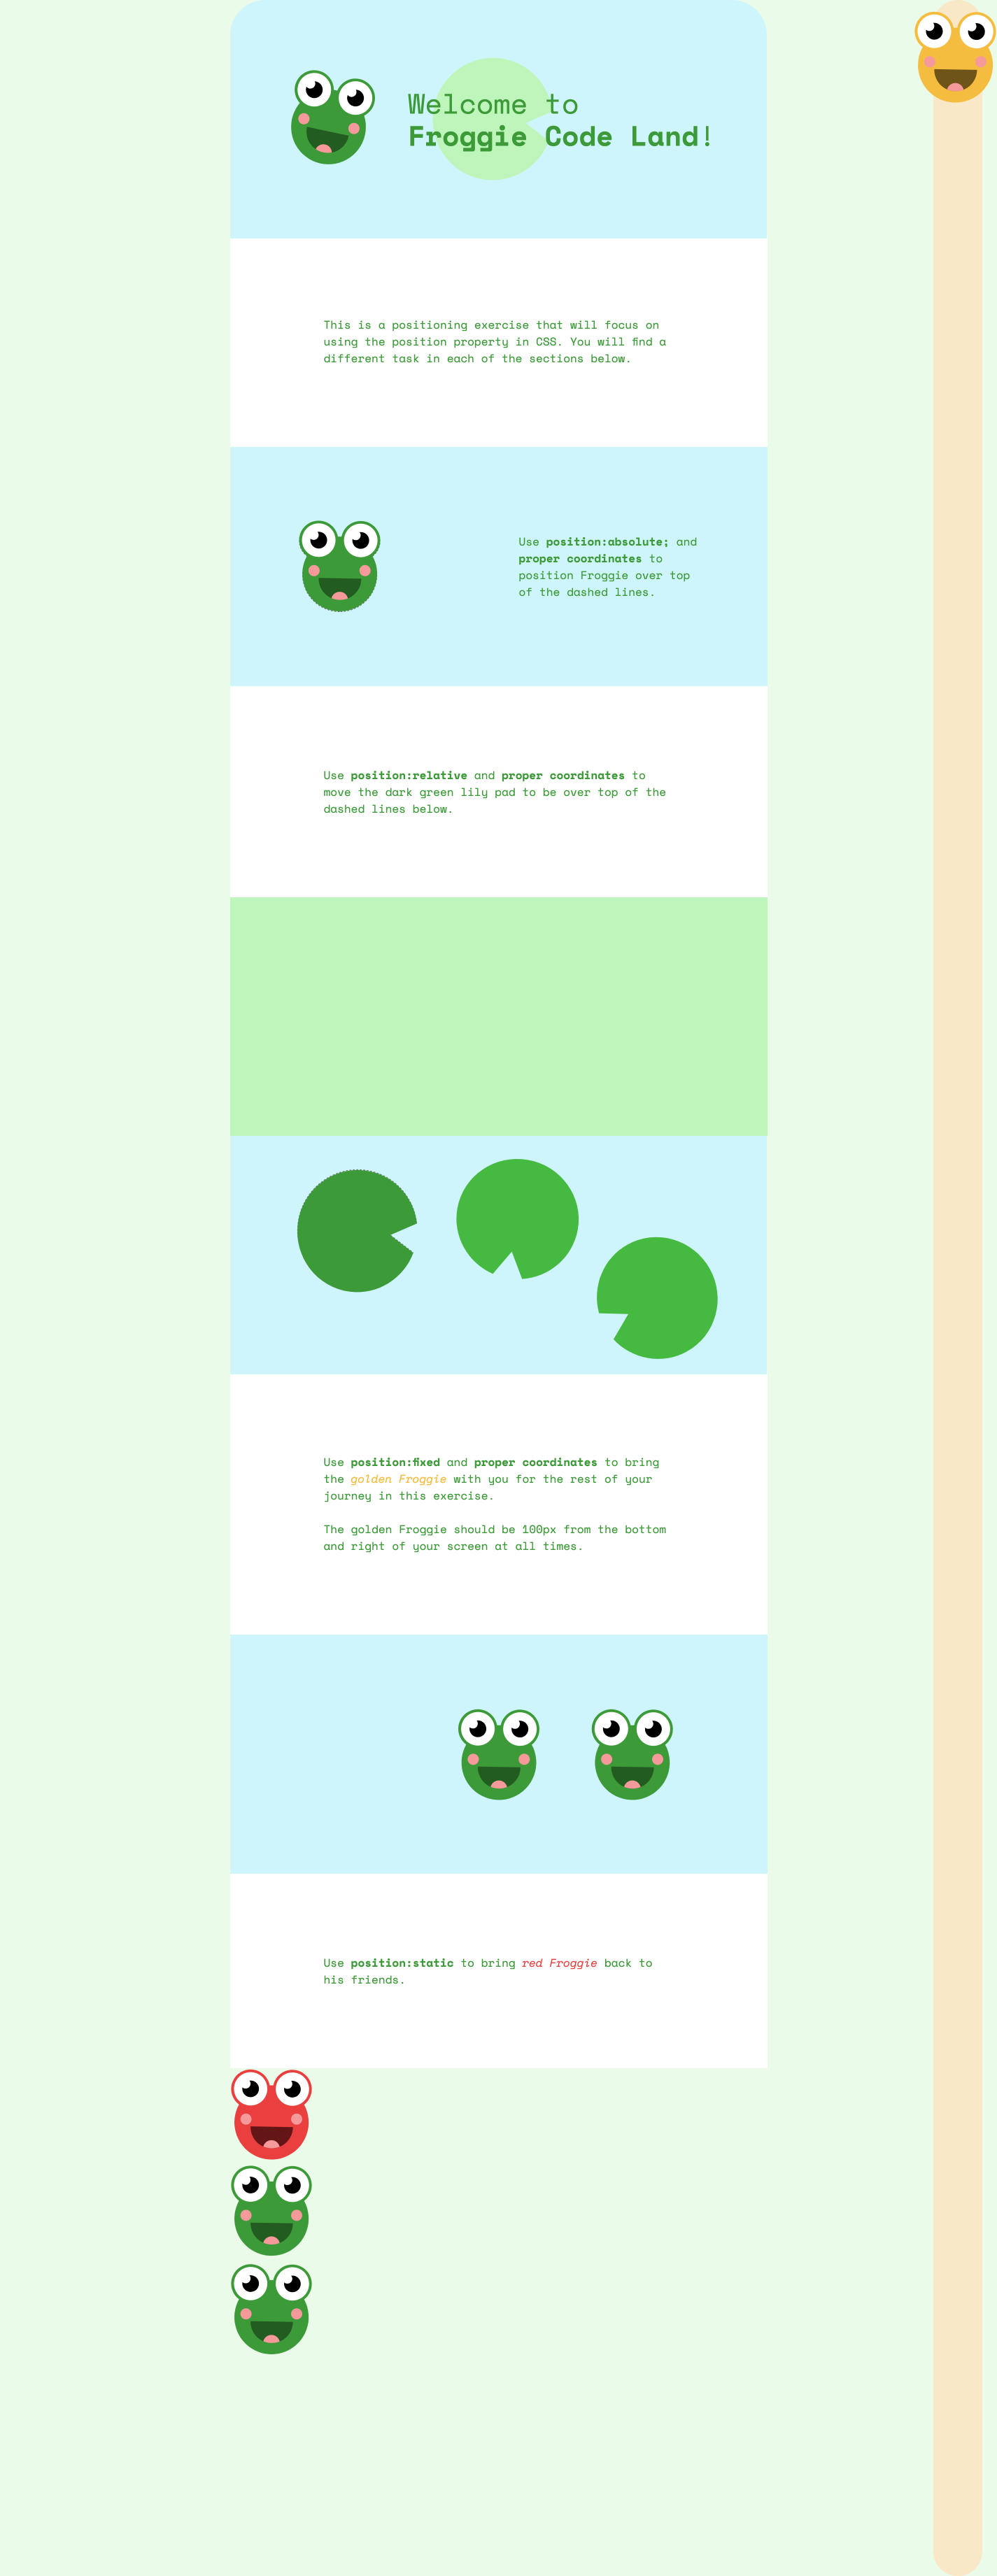 Welcome to
Froggie Code Land!
This is a positioning exercise that will focus on
using the position property in CSS. You will find a
different task in each of the sections below.
Use position:absolute; and
proper coordinates to
position Froggie over top
of the dashed lines.
Use position:relative and proper coordinates to
move the dark green lily pad to be over top of the
dashed lines below.
Use position:fixed and proper coordinates to bring
the golden Froggie with you for the rest of your
journey in this exercise.
The golden Froggie should be 100px from the bottom
and right of your screen at all times.
Use position:static to bring red Froggie back to
his friends.